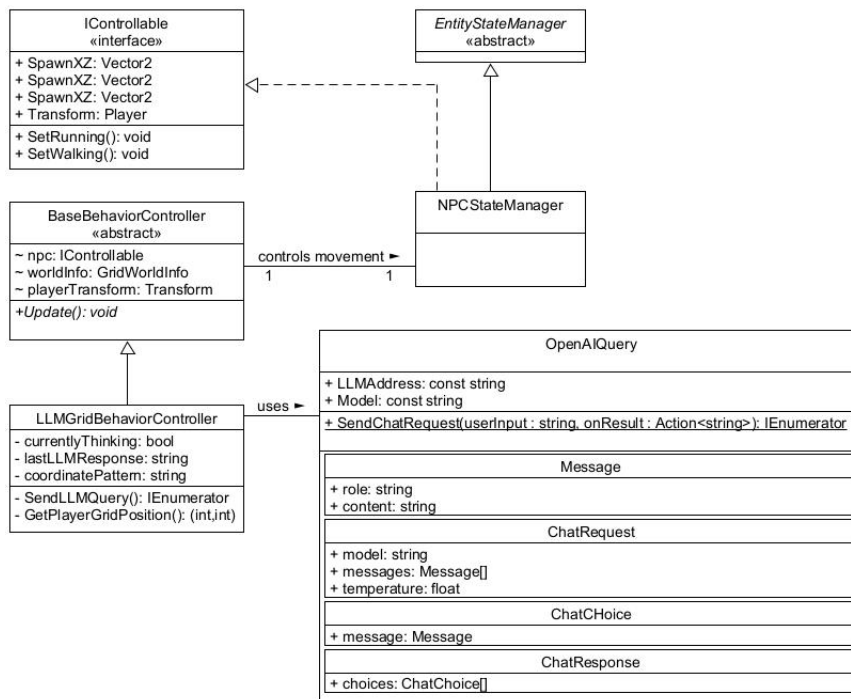 IControllable
«interface»
+ SpawnXZ: Vector2
+ SpawnXZ: Vector2
+ SpawnXZ: Vector2
+ Transform: Player
+ SetRunning(): void
+ SetWalking(): void
EntityStateManager
«abstract»
NPCStateManager
BaseBehaviorController
«abstract»
~ npc: IControllable
~ worldInfo: GridWorldInfo
~ playerTransform: Transform
+Update(): void
controls movement ►
1
1
LLMGridBehaviorController
- currentlyThinking: bool
- lastLLMResponse: string
- coordinatePattern: string
- SendLLMQuery(): IEnumerator
- GetPlayerGridPosition(): (int,int)
uses ►
OpenAIQuery
+ LLMAddress: const string
+ Model: const string
+ SendChatRequest(userInput : string, onResult : Action<string>): IEnumerator
Message
+ role: string
+ content: string
ChatRequest
+ model: string
+ messages: Message[]
+ temperature: float
ChatCHoice
+ message: Message
ChatResponse
+ choices: ChatChoice[]